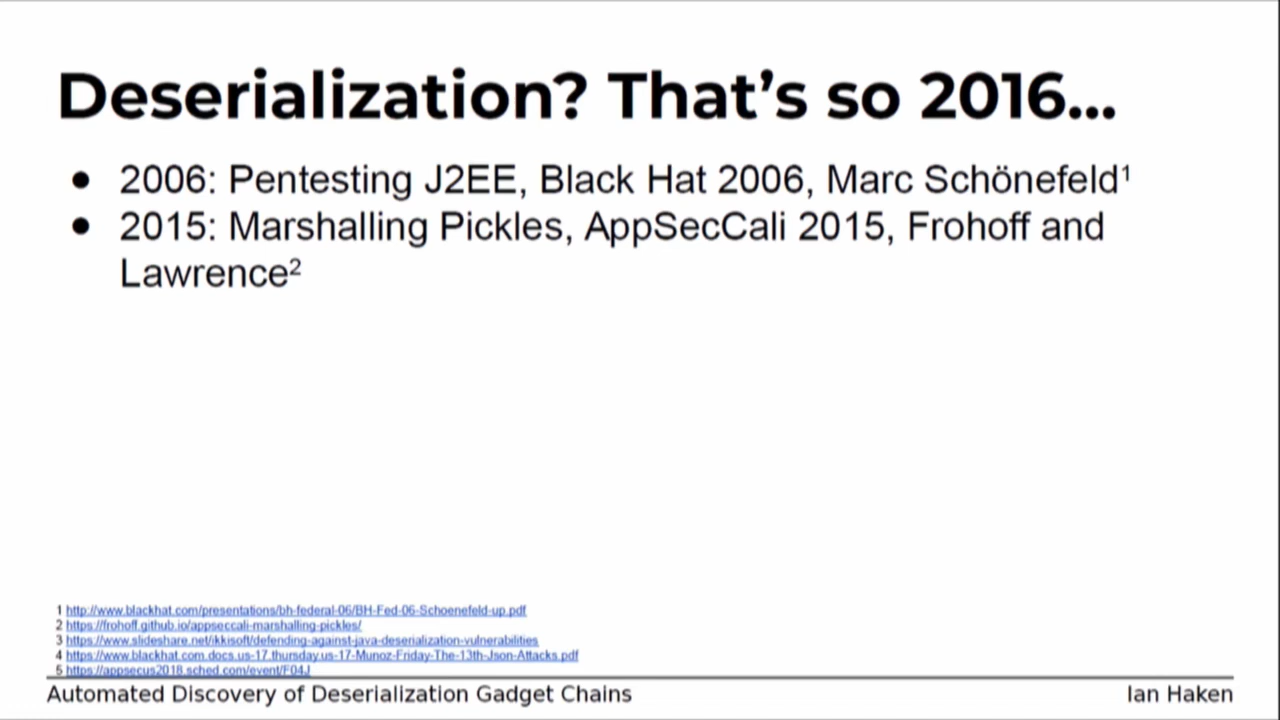 Deserialization? That's so 2016...
● 2006: Pentesting J2EE, Black Hat 2006, Marc Schönefeld¹
● 2015: Marshalling Pickles, AppSecCali 2015, Frohoff and
Lawrence²
1 http://www.blackhat.com/presentations/bh-federal-06/BH-Fed-06-Schoenefeld-up.pdf
2 https://frohoff.github.io/appseccali-marshalling-pickles/
3 https://www.slideshare.net/ikkisoft/defending-against-java-deserialization-vulnerabilities
4 https://www.blackhat.com.docs.us-17.thursday.us-17-Munoz-Friday-The-13th-Json-Attacks.pdf
5 https://appsecus2018.sched.com/event/F04J
Automated Discovery of Deserialization Gadget Chains
Ian Haken